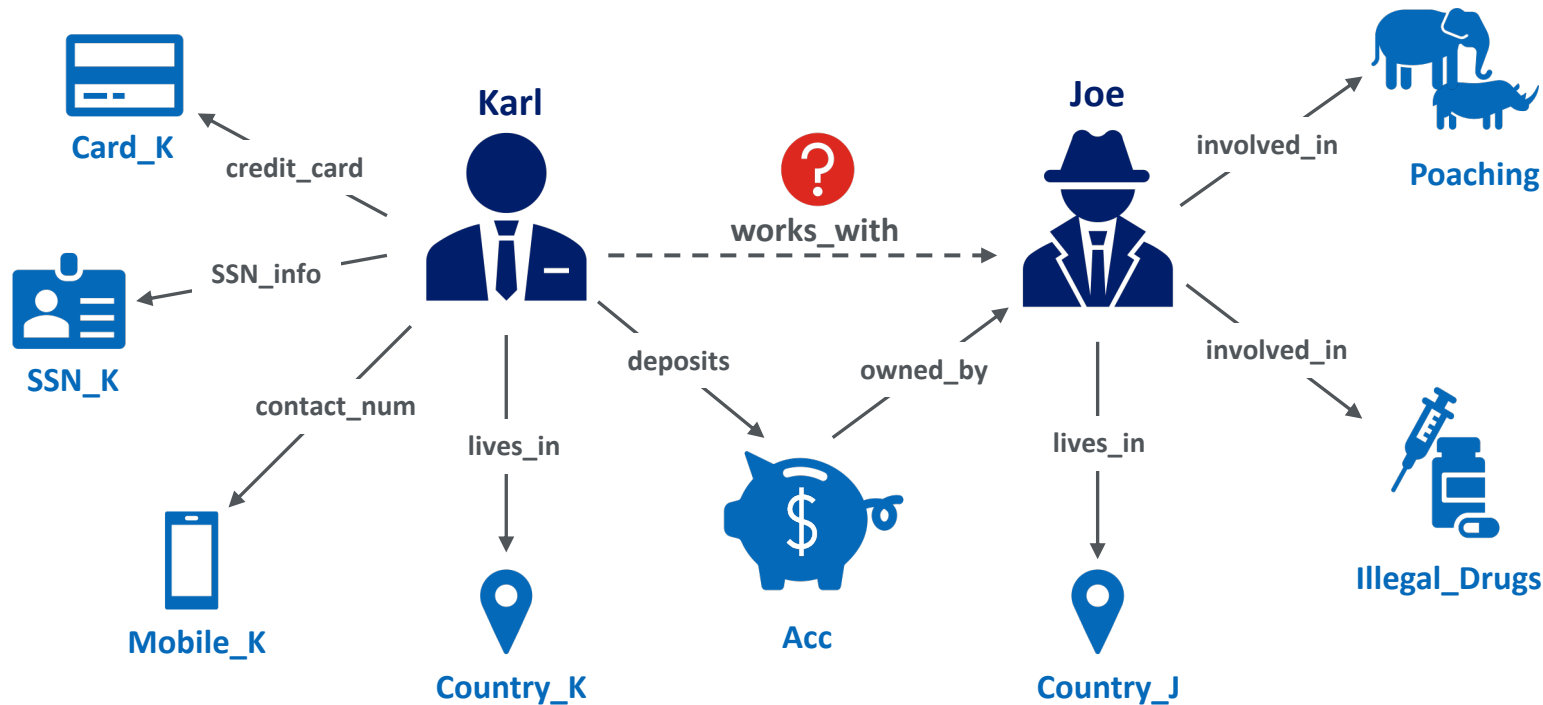 Karl
Joe
Card_K
credit_card
?
works_with
involved_in
Poaching
SSN_info
SSN_K
contact_num
lives_in
deposits
owned_by
lives_in
involved_in
$
Mobile_K
Country_K
Acc
Country_J
Illegal_Drugs